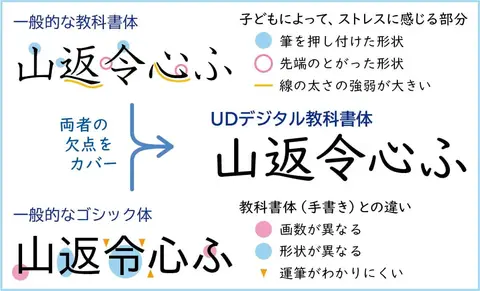 一般的な教科書体
山返令心ふ
子どもによって、ストレスに感じる部分
筆を押し付けた形状
先端のとがった形状
線の太さの強弱が大きい
両者の
欠点を
カバー
UDデジタル教科書体
山返令心ふ
一般的なゴシック体
山返令心ふ
教科書体（手書き）との違い
画数が異なる
形状が異なる
運筆がわかりにくい